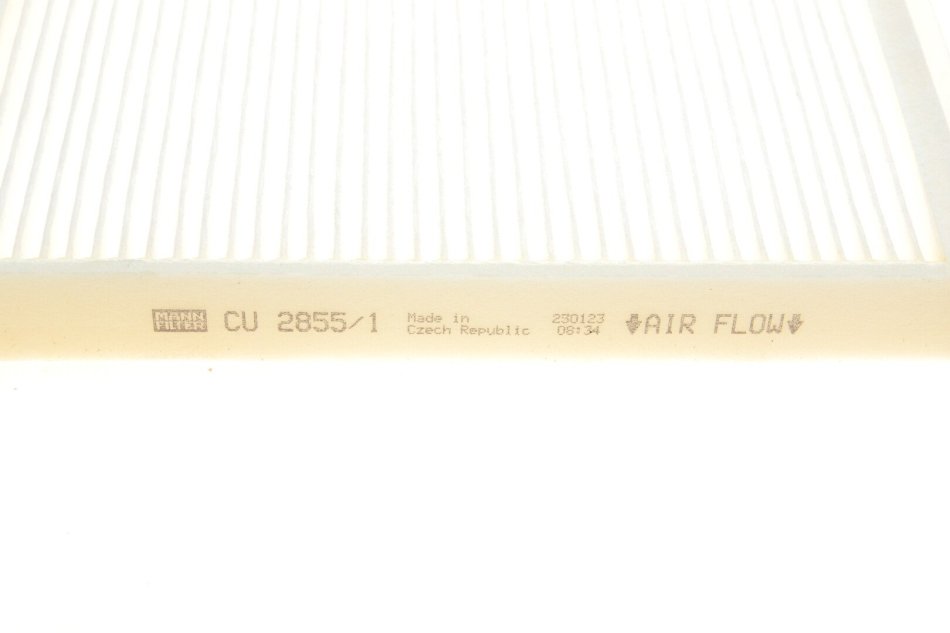 MANN
FILTER
CU 2855/1
Made in
Czech Republic
230123
08:34
AIR FLOW